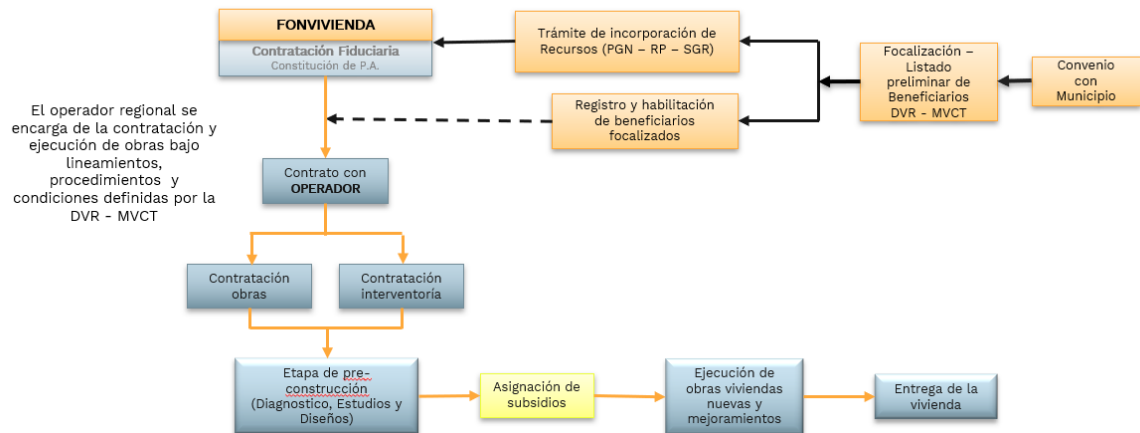 FONVIVIENDA
Contratación Fiduciaria
Constitución de P.A.
Trámite de incorporación de
Recursos (PGN – RP – SGR)
Focalización –
Listado
preliminar de
Beneficiarios
DVR - MVCT
Convenio
con
Municipio
Registro y habilitación
de beneficiarios
focalizados
El operador regional se
encarga de la contratación y
ejecución de obras bajo
lineamientos,
procedimientos y
condiciones definidas por la
DVR - MVCT
Contrato con
OPERADOR
Contratación
obras
Contratación
interventoría
Etapa de pre-
construcción
(Diagnostico, Estudios y
Diseños)
Asignación de
subsidios
Ejecución de
obras viviendas
nuevas y
mejoramientos
Entrega de la
vivienda